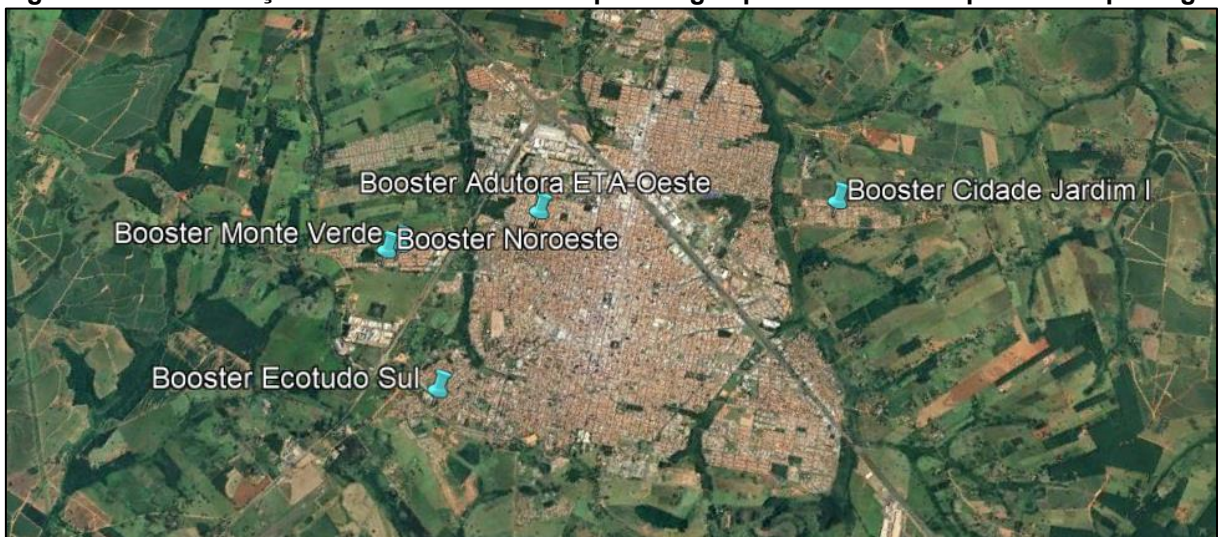 Booster Adutora ETA-Oeste
Booster Cidade Jardim I
Booster Monte Verde
Booster Noroeste
Booster Ecotudo Sul